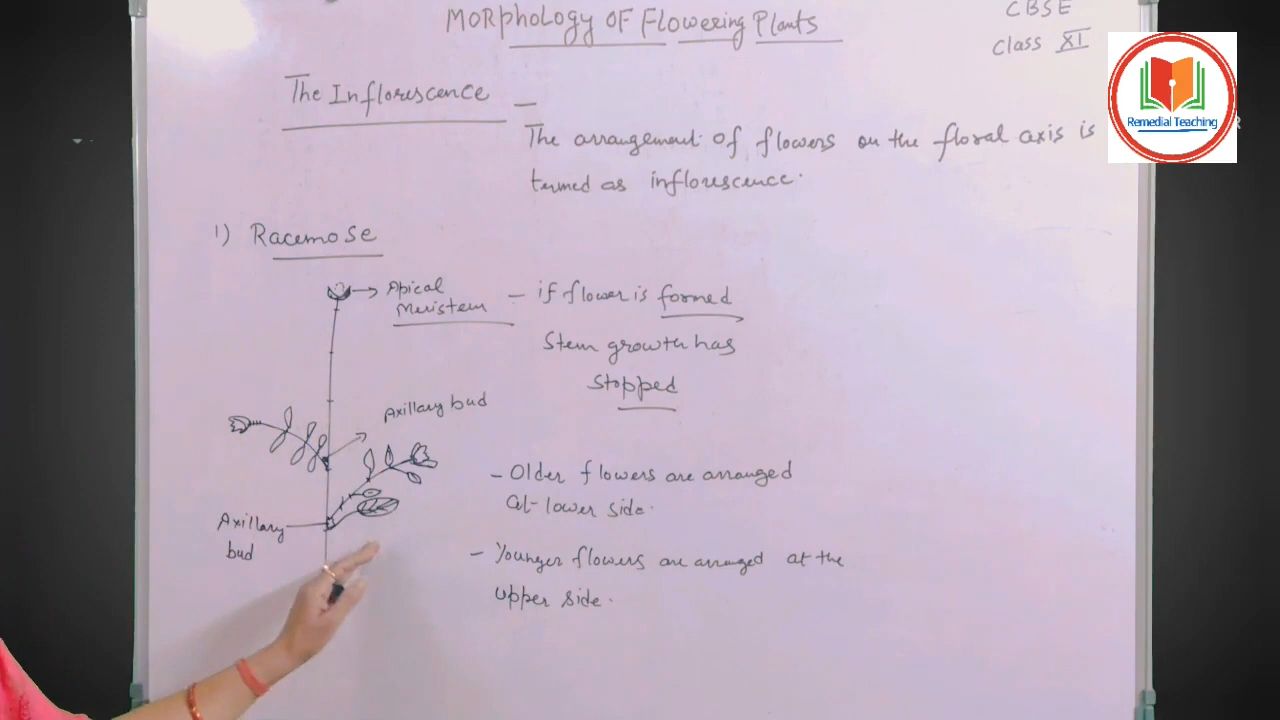 MORphology OF Flowering Plants
CBSE
Class XI
The Inflorescence –
The arrangement of flowers on the floral axis is
termed as inflorescence.
Remedial Teaching
R
1) Racemose
Apical
Meristem – if flower is formed
Stem growth has
Stopped
Axillary bud
- Older flowers are arranged
at lower side.
Axillary
bud
- Younger flowers are arranged at the
upper side.